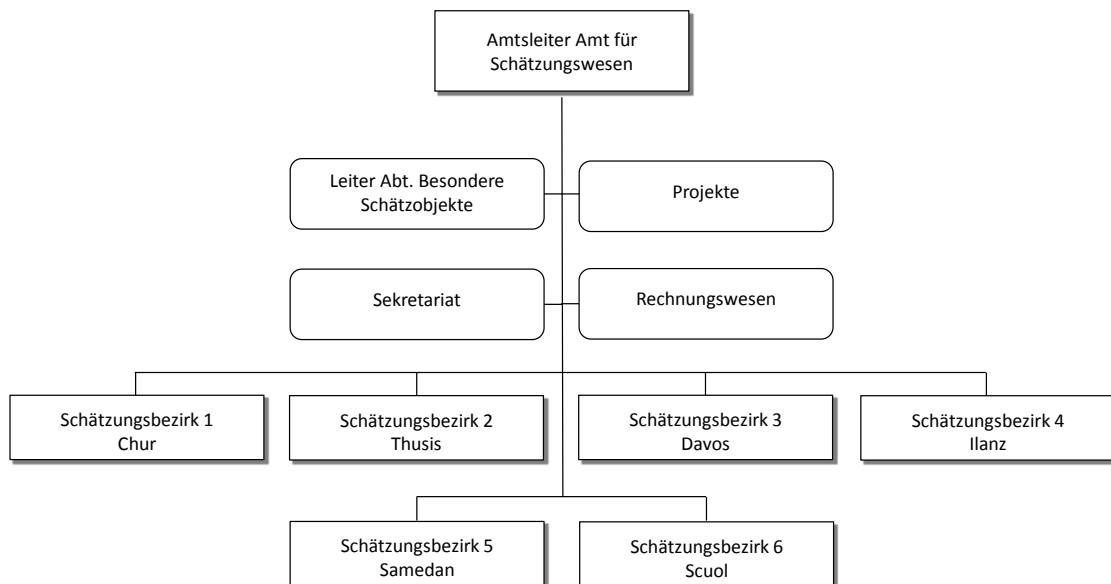 Amtsleiter Amt für
Schätzungswesen
Leiter Abt. Besondere
Schätzobjekte
Projekte
Sekretariat
Rechnungswesen
Schätzungsbezirk 1
Chur
Schätzungsbezirk 2
Thusis
Schätzungsbezirk 3
Davos
Schätzungsbezirk 4
Ilanz
Schätzungsbezirk 5
Samedan
Schätzungsbezirk 6
Scuol